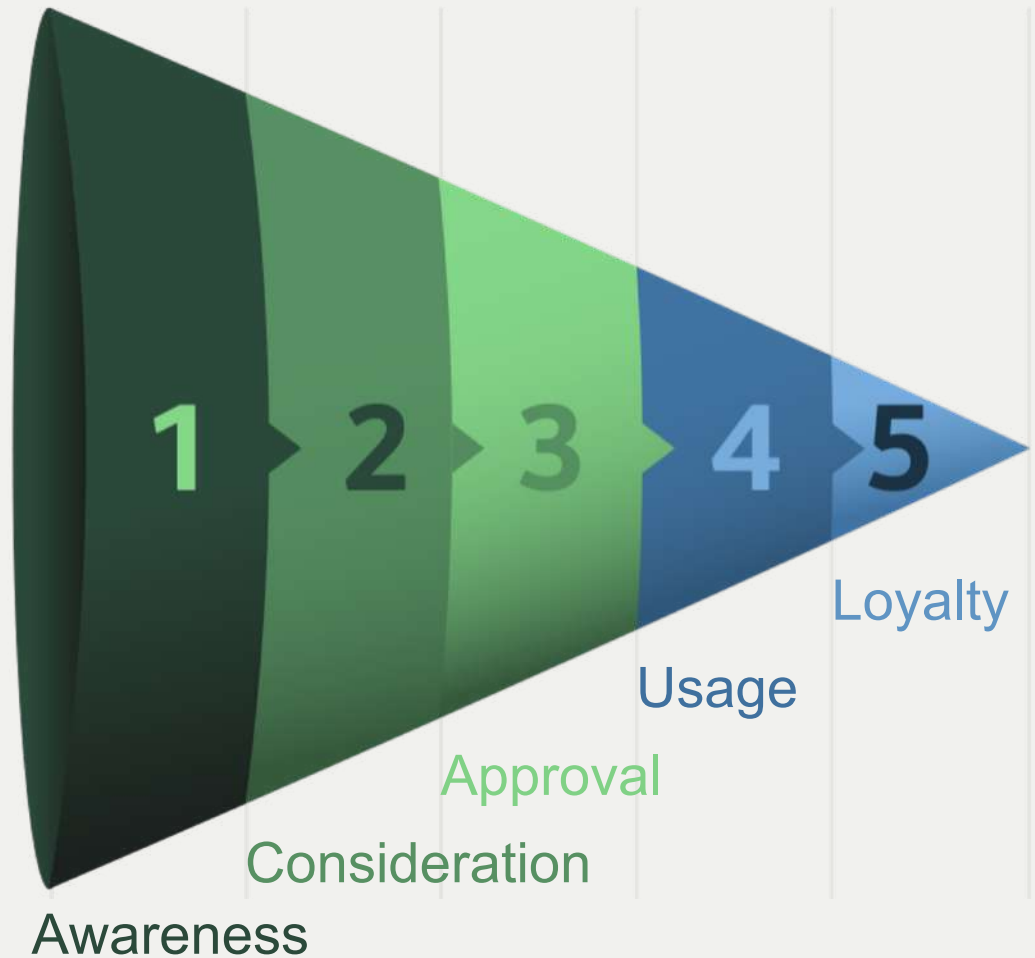 1 2 3 4 5
Loyalty
Usage
Approval
Consideration
Awareness